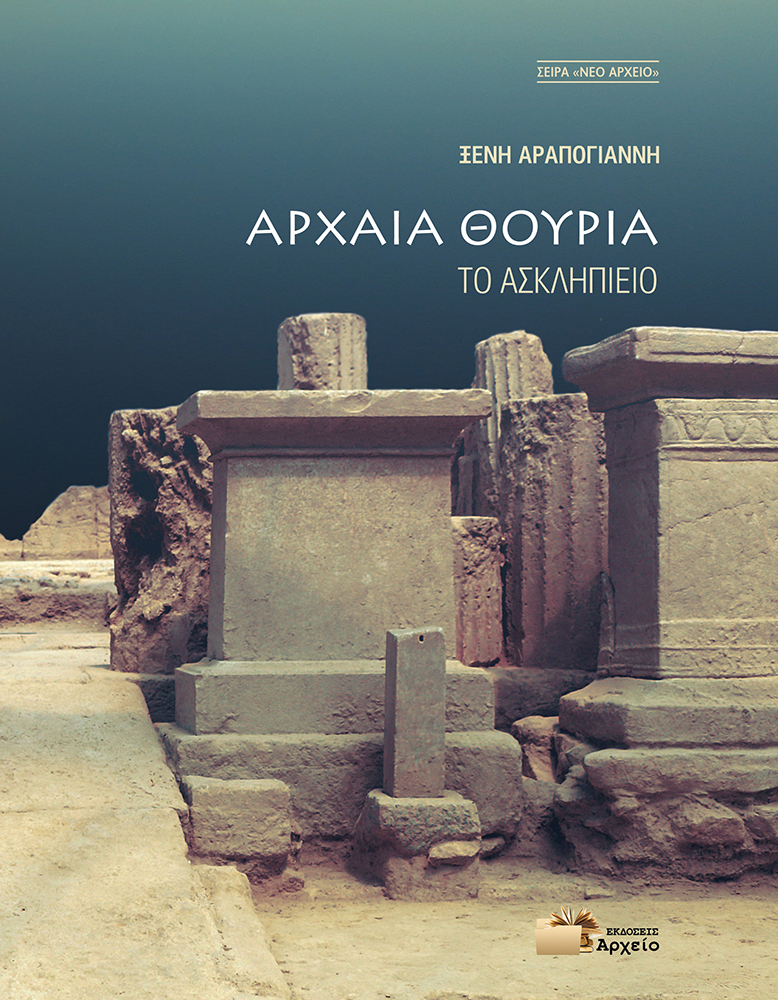 ΣΕΙΡΑ «ΝΕΟ ΑΡΧΕΙΟ»
ΞΕΝΗ ΑΡΑΠΟΓΙΑΝΝΗ
ΑΡΧΑΙΑ ΘΟΥΡΙΑ
ΤΟ ΑΣΚΛΗΠΙΕΙΟ
ΕΚΔΟΣΕΙΣ
Αρχείο